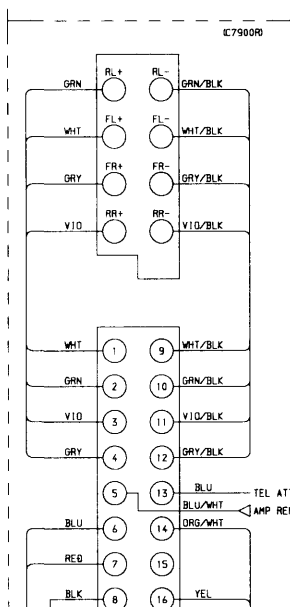 (C7900R)
RL+ RL-
GRN GRN/BLK
FL+ FL-
WHT WHT/BLK
FR+ FR-
GRY GRY/BLK
RR+ RR-
VIO VIO/BLK
WHT 1 9 WHT/BLK
GRN 2 10 GRN/BLK
VIO 3 11 VIO/BLK
GRY 4 12 GRY/BLK
5 13 BLU TEL
BLU/WHT AMP
BLU 6 14 ORG/WHT
RED 7 15
BLK 8 16 YEL